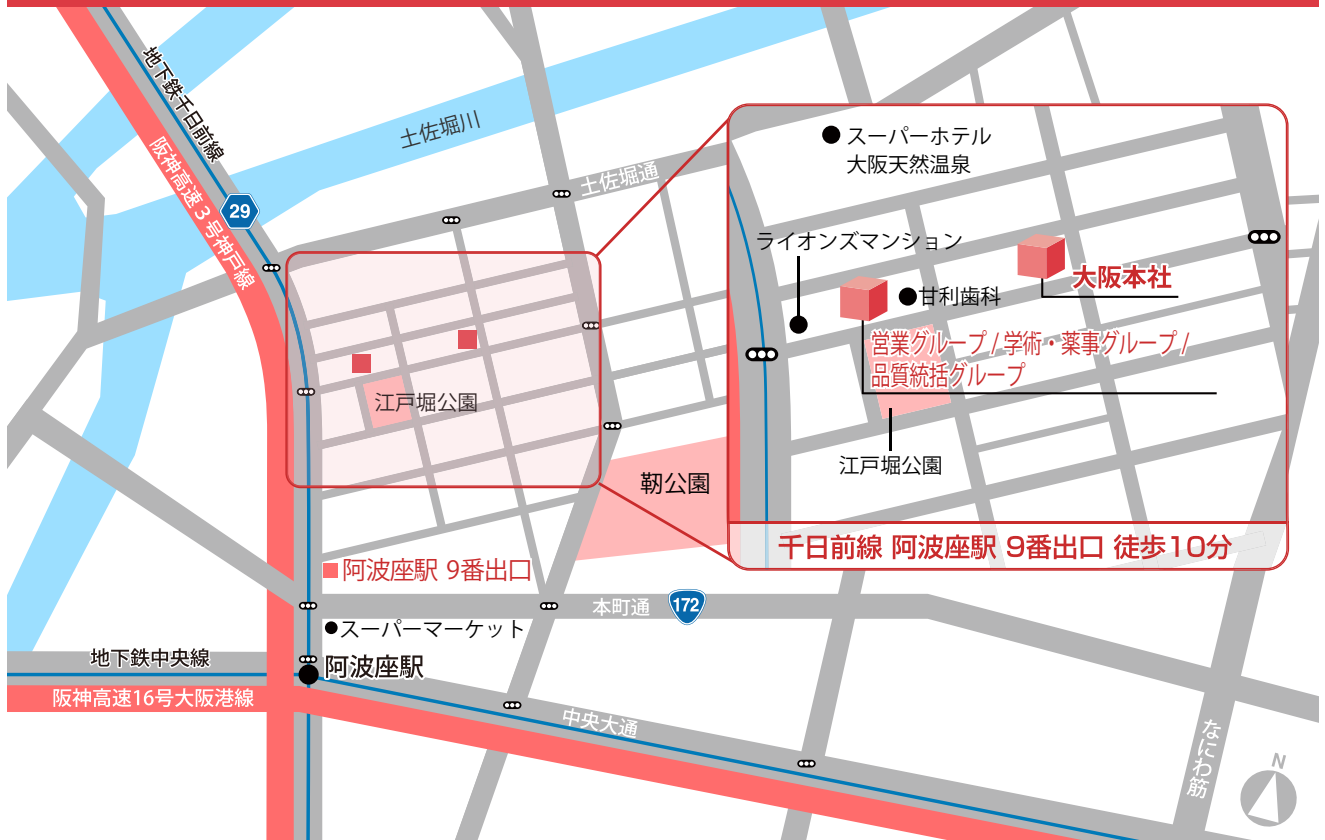 地下鉄千日前線
阪神高速3号神戸線
29
土佐堀川
土佐堀通
江戸堀公園
靭公園
スーパーホテル
大阪天然温泉
ライオンズマンション
甘利歯科
大阪本社
営業グループ / 学術・薬事グループ /
品質統括グループ
江戸堀公園
千日前線 阿波座駅 9番出口 徒歩10分
阿波座駅 9番出口
本町通
172
スーパーマーケット
地下鉄中央線
阿波座駅
阪神高速16号大阪港線
中央大通
なにわ筋
N